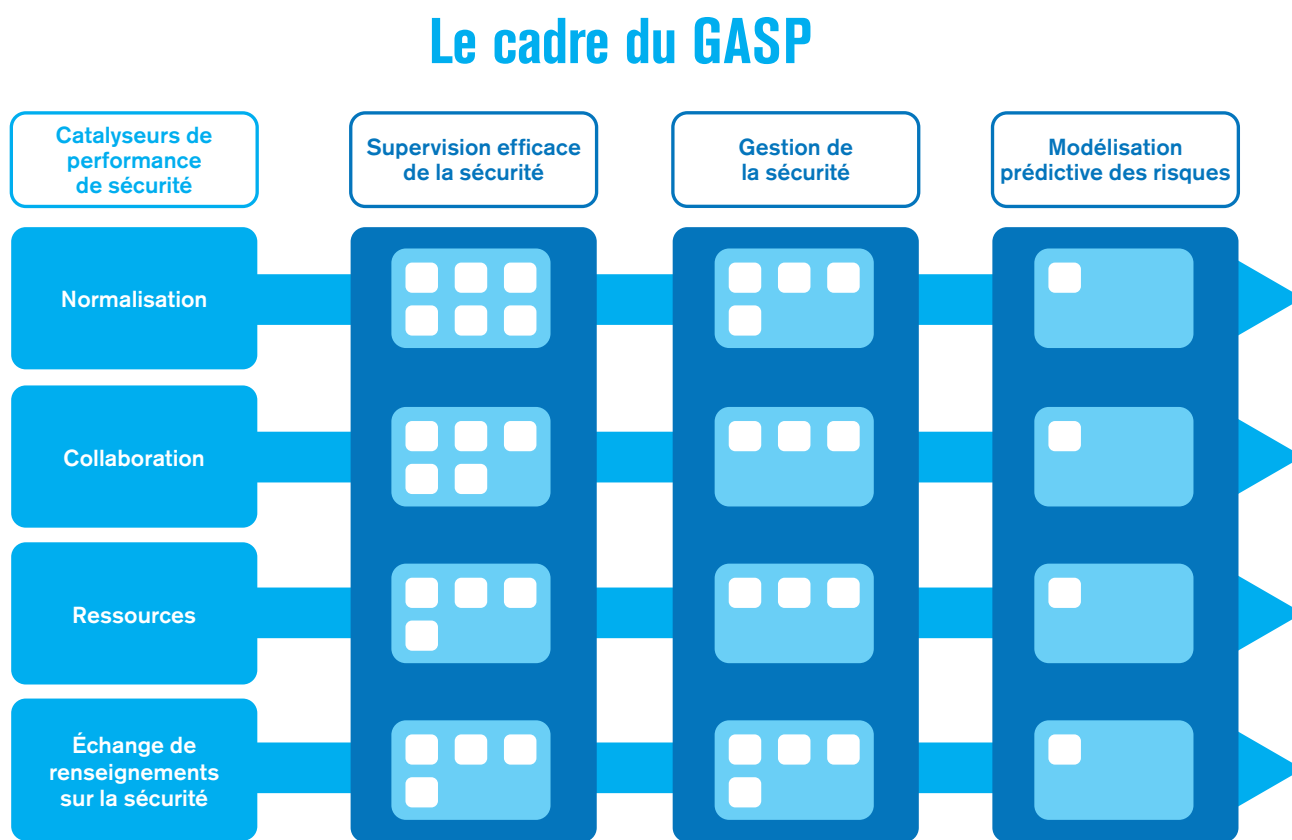 Le cadre du GASP
Catalyseurs de
performance
de sécurité
Supervision efficace
de la sécurité
Gestion de
la sécurité
Modélisation
prédictive des risques
Normalisation
Collaboration
Ressources
Échange de
renseignements
sur la sécurité